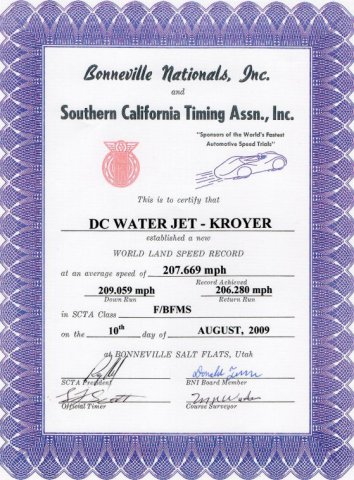 Bonneville Nationals, Inc.
and
Southern California Timing Assn., Inc.
"Sponsors of the World's Fastest
Automotive Speed Trials"
This is to certify that
DC WATER JET - KROYER
established a new
WORLD LAND SPEED RECORD
at an average speed of 207.669 mph
Record Achieved
209.059 mph 206.280 mph
Down Run Return Run
in SCTA Class F/BFMS
on the 10th day of AUGUST, 2009
at BONNEVILLE SALT FLATS, Utah
SCTA President BNI Board Member
Official Timer Course Surveyor